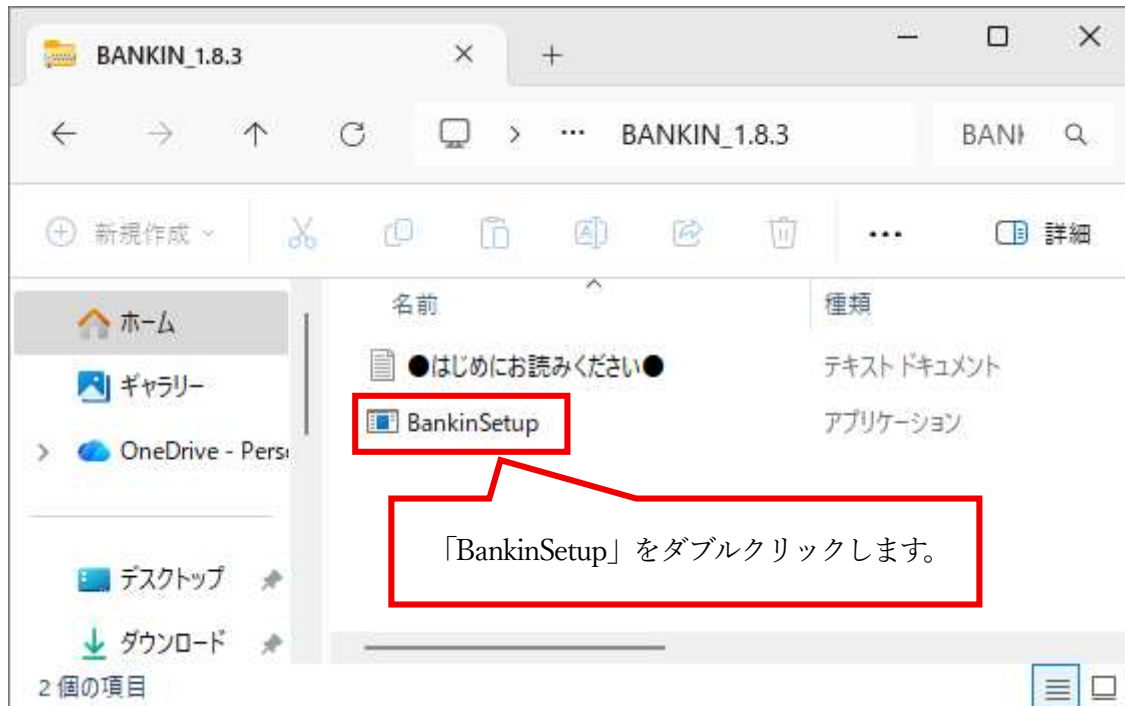 BANKIN_1.8.3
BANKIN_1.8.3
新規作成
詳細
名前
種類
ホーム
●はじめにお読みください●
テキスト ドキュメント
ギャラリー
BankinSetup
アプリケーション
OneDrive - Pers
「BankinSetup」をダブルクリックします。
デスクトップ
ダウンロード
2 個の項目